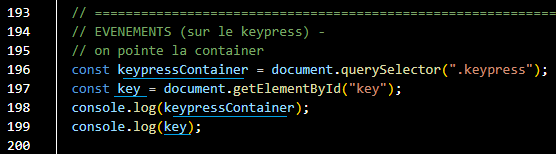 193 // =============================================================
194 // EVENEMENTS (sur le keypress) -
195 // on pointe la container
196 const keypressContainer = document.querySelector(".keypress");
197 const key = document.getElementById("key");
198 console.log(keypressContainer);
199 console.log(key);
200